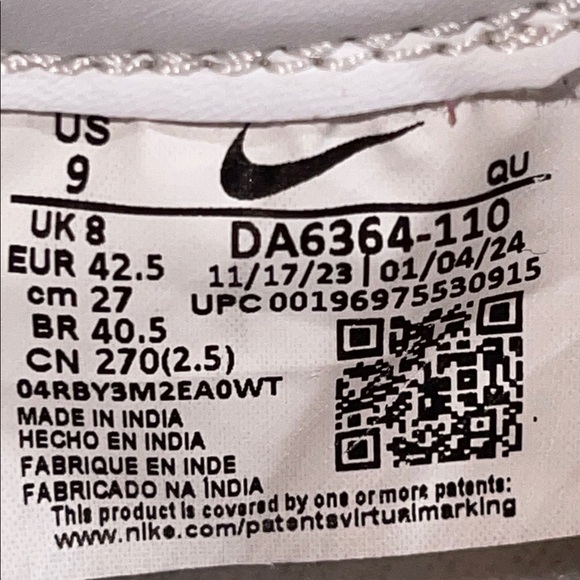 US
9
QU
UK 8
DA6364-110
EUR 42.5
11/17/23 | 01/04/24
cm 27
UPC 00196975530915
BR 40.5
CN 270(2.5)
04RBY3M2EA0WT
MADE IN INDIA
HECHO EN INDIA
FABRIQUE EN INDE
FABRICADO NA ÍNDIA
This product is covered by one or more patents:
www.nike.com/patentsvirtualmarking